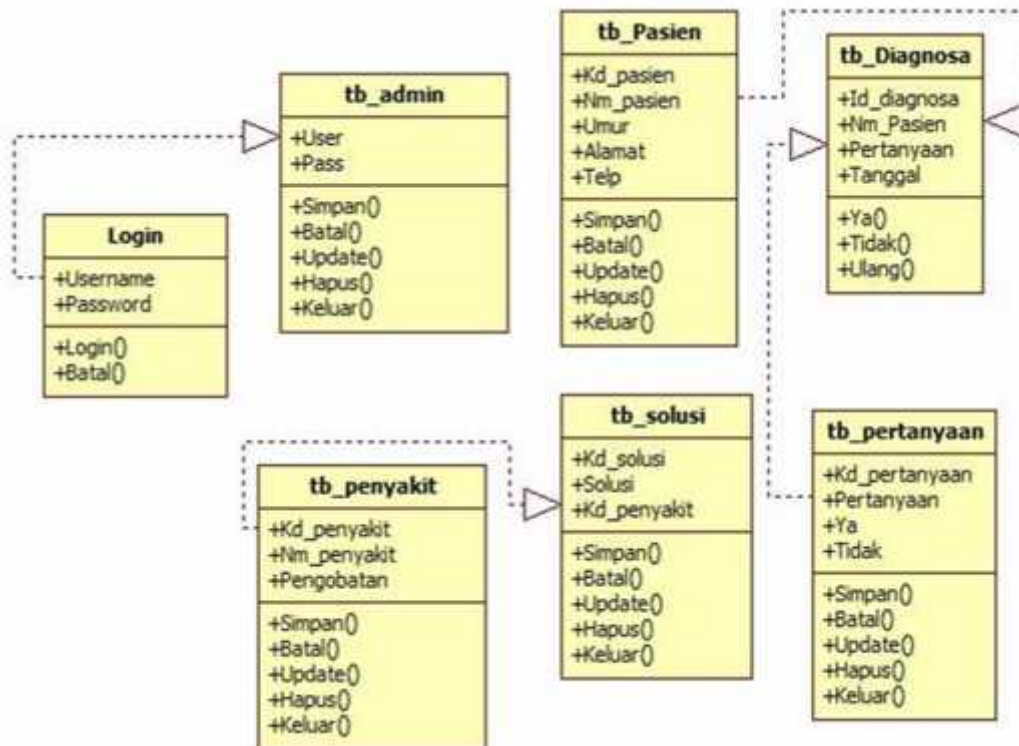 tb_Pasien
+Kd_pasien
+Nm_pasien
+Umur
+Alamat
+Telp
+Simpan()
+Batal()
+Update()
+Hapus()
+Keluar()
tb_Diagnosa
+Id_diagnosa
+Nm_Pasien
+Pertanyaan
+Tanggal
+Ya()
+Tidak()
+Ulang()
tb_admin
+User
+Pass
+Simpan()
+Batal()
+Update()
+Hapus()
+Keluar()
Login
+Username
+Password
+Login()
+Batal()
tb_solusi
+Kd_solusi
+Solusi
+Kd_penyakit
+Simpan()
+Batal()
+Update()
+Hapus()
+Keluar()
tb_pertanyaan
+Kd_pertanyaan
+Pertanyaan
+Ya
+Tidak
+Simpan()
+Batal()
+Update()
+Hapus()
+Keluar()
tb_penyakit
+Kd_penyakit
+Nm_penyakit
+Pengobatan
+Simpan()
+Batal()
+Update()
+Hapus()
+Keluar()